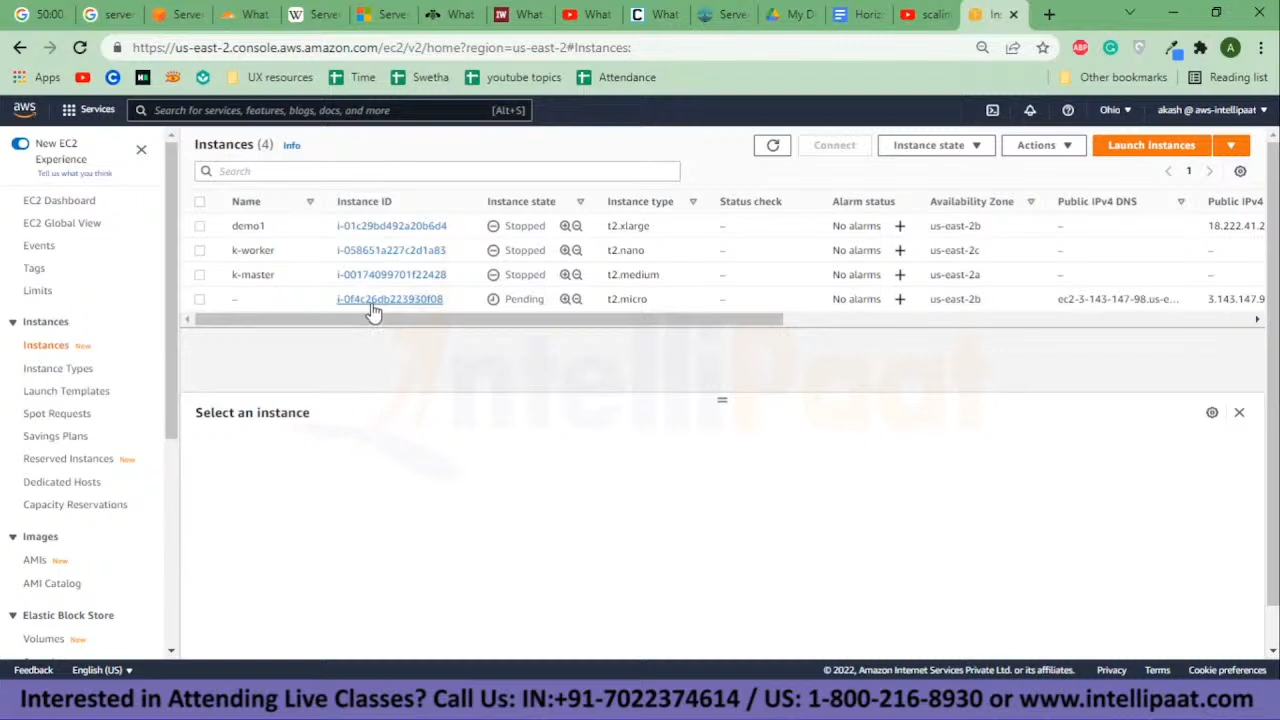 50:00 server Serve What Serve Serve What What What What Serve My D Horiz scalin Ins
https://us-east-2.console.aws.amazon.com/ec2/v2/home?region=us-east-2#Instances: ABP A
Apps UX resources Time Swetha youtube topics Attendance Other bookmarks Reading list
aws Services Search for services, features, blogs, docs, and more [Alt+S] Ohio akash @ aws-intellipaat
New EC2 Experience
Tell us what you think
EC2 Dashboard
EC2 Global View
Events
Tags
Limits
Instances
Instances New
Instance Types
Launch Templates
Spot Requests
Savings Plans
Reserved Instances New
Dedicated Hosts
Capacity Reservations
Images
AMIs New
AMI Catalog
Elastic Block Store
Volumes New
Instances (4) Info Connect Instance state Actions Launch instances
Search 1
Name Instance ID Instance state Instance type Status check Alarm status Availability Zone Public IPv4 DNS Public IPv4
demo1 i-01c29bd492a20b6d4 Stopped t2.xlarge – No alarms + us-east-2b – 18.222.41.2
k-worker i-058651a227c2d1a83 Stopped t2.nano – No alarms + us-east-2c –
k-master i-00174099701f22428 Stopped t2.medium – No alarms + us-east-2a –
– i-0f4c26db223930f08 Pending t2.micro – No alarms + us-east-2b ec2-3-143-147-98.us-e... 3.143.147.9
IntelliPaat
Select an instance
Feedback English (US) © 2022, Amazon Internet Services Private Ltd. or its affiliates. Privacy Terms Cookie preferences
Interested in Attending Live Classes? Call Us: IN:+91-7022374614 / US: 1-800-216-8930 or www.intellipaat.com